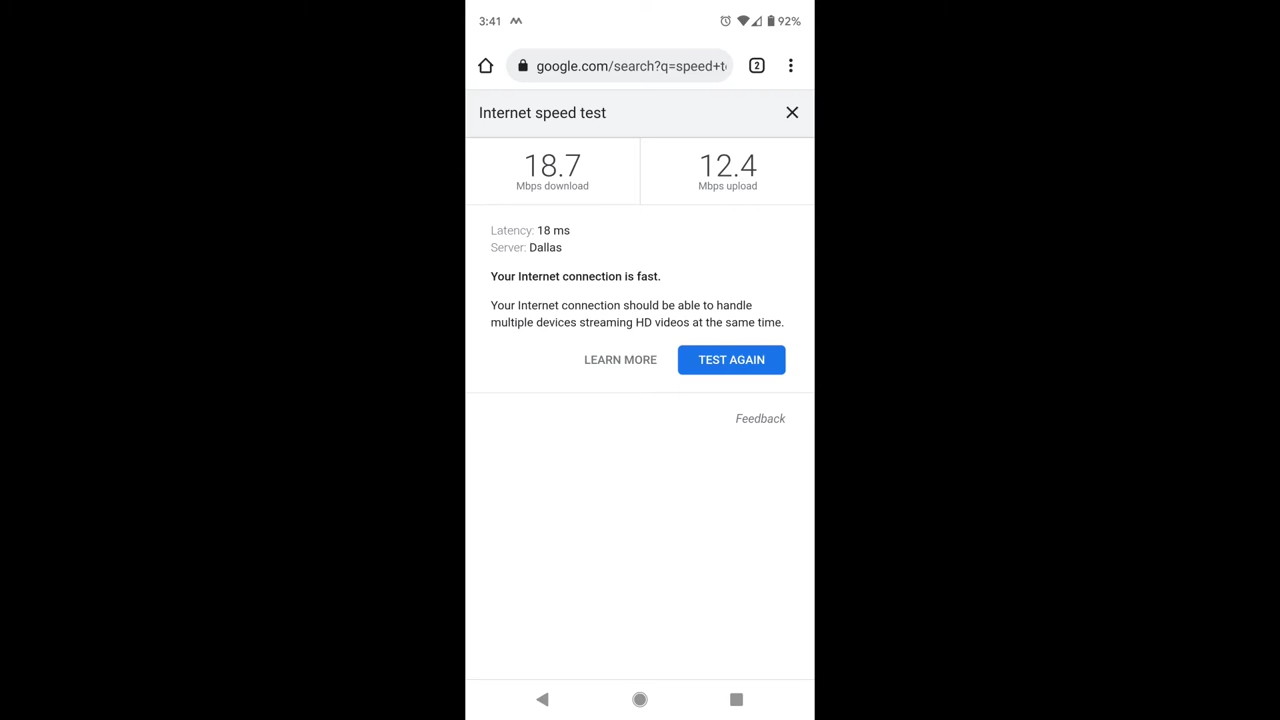 3:41 92%
google.com/search?q=speed+t
2
Internet speed test
18.7 12.4
Mbps download Mbps upload
Latency: 18 ms
Server: Dallas
Your Internet connection is fast.
Your Internet connection should be able to handle
multiple devices streaming HD videos at the same time.
LEARN MORE TEST AGAIN
Feedback